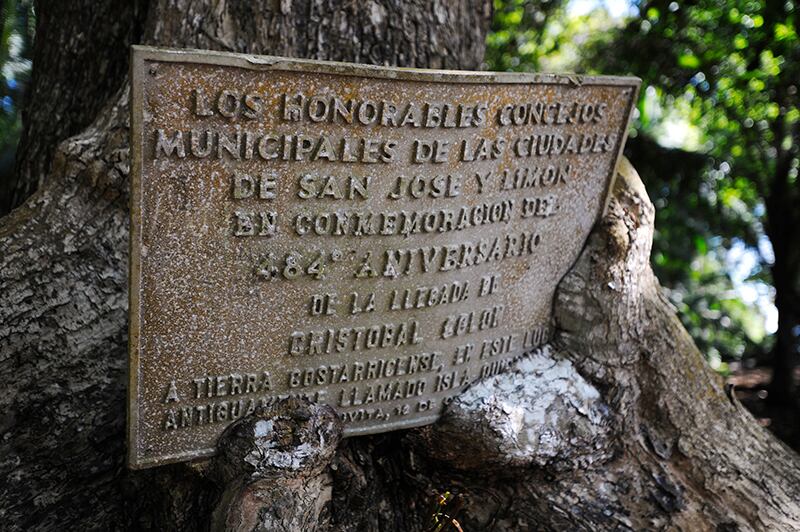 LOS HONORABLES CONCEJOS
MUNICIPALES DE LAS CIUDADES
DE SAN JOSE Y LIMON
EN CONMEMORACION DEL
484° ANIVERSARIO
DE LA LLEGADA DE
CRISTOBAL COLON
A TIERRA COSTARRICENSE, EN ESTE
LLAMADO ISLA